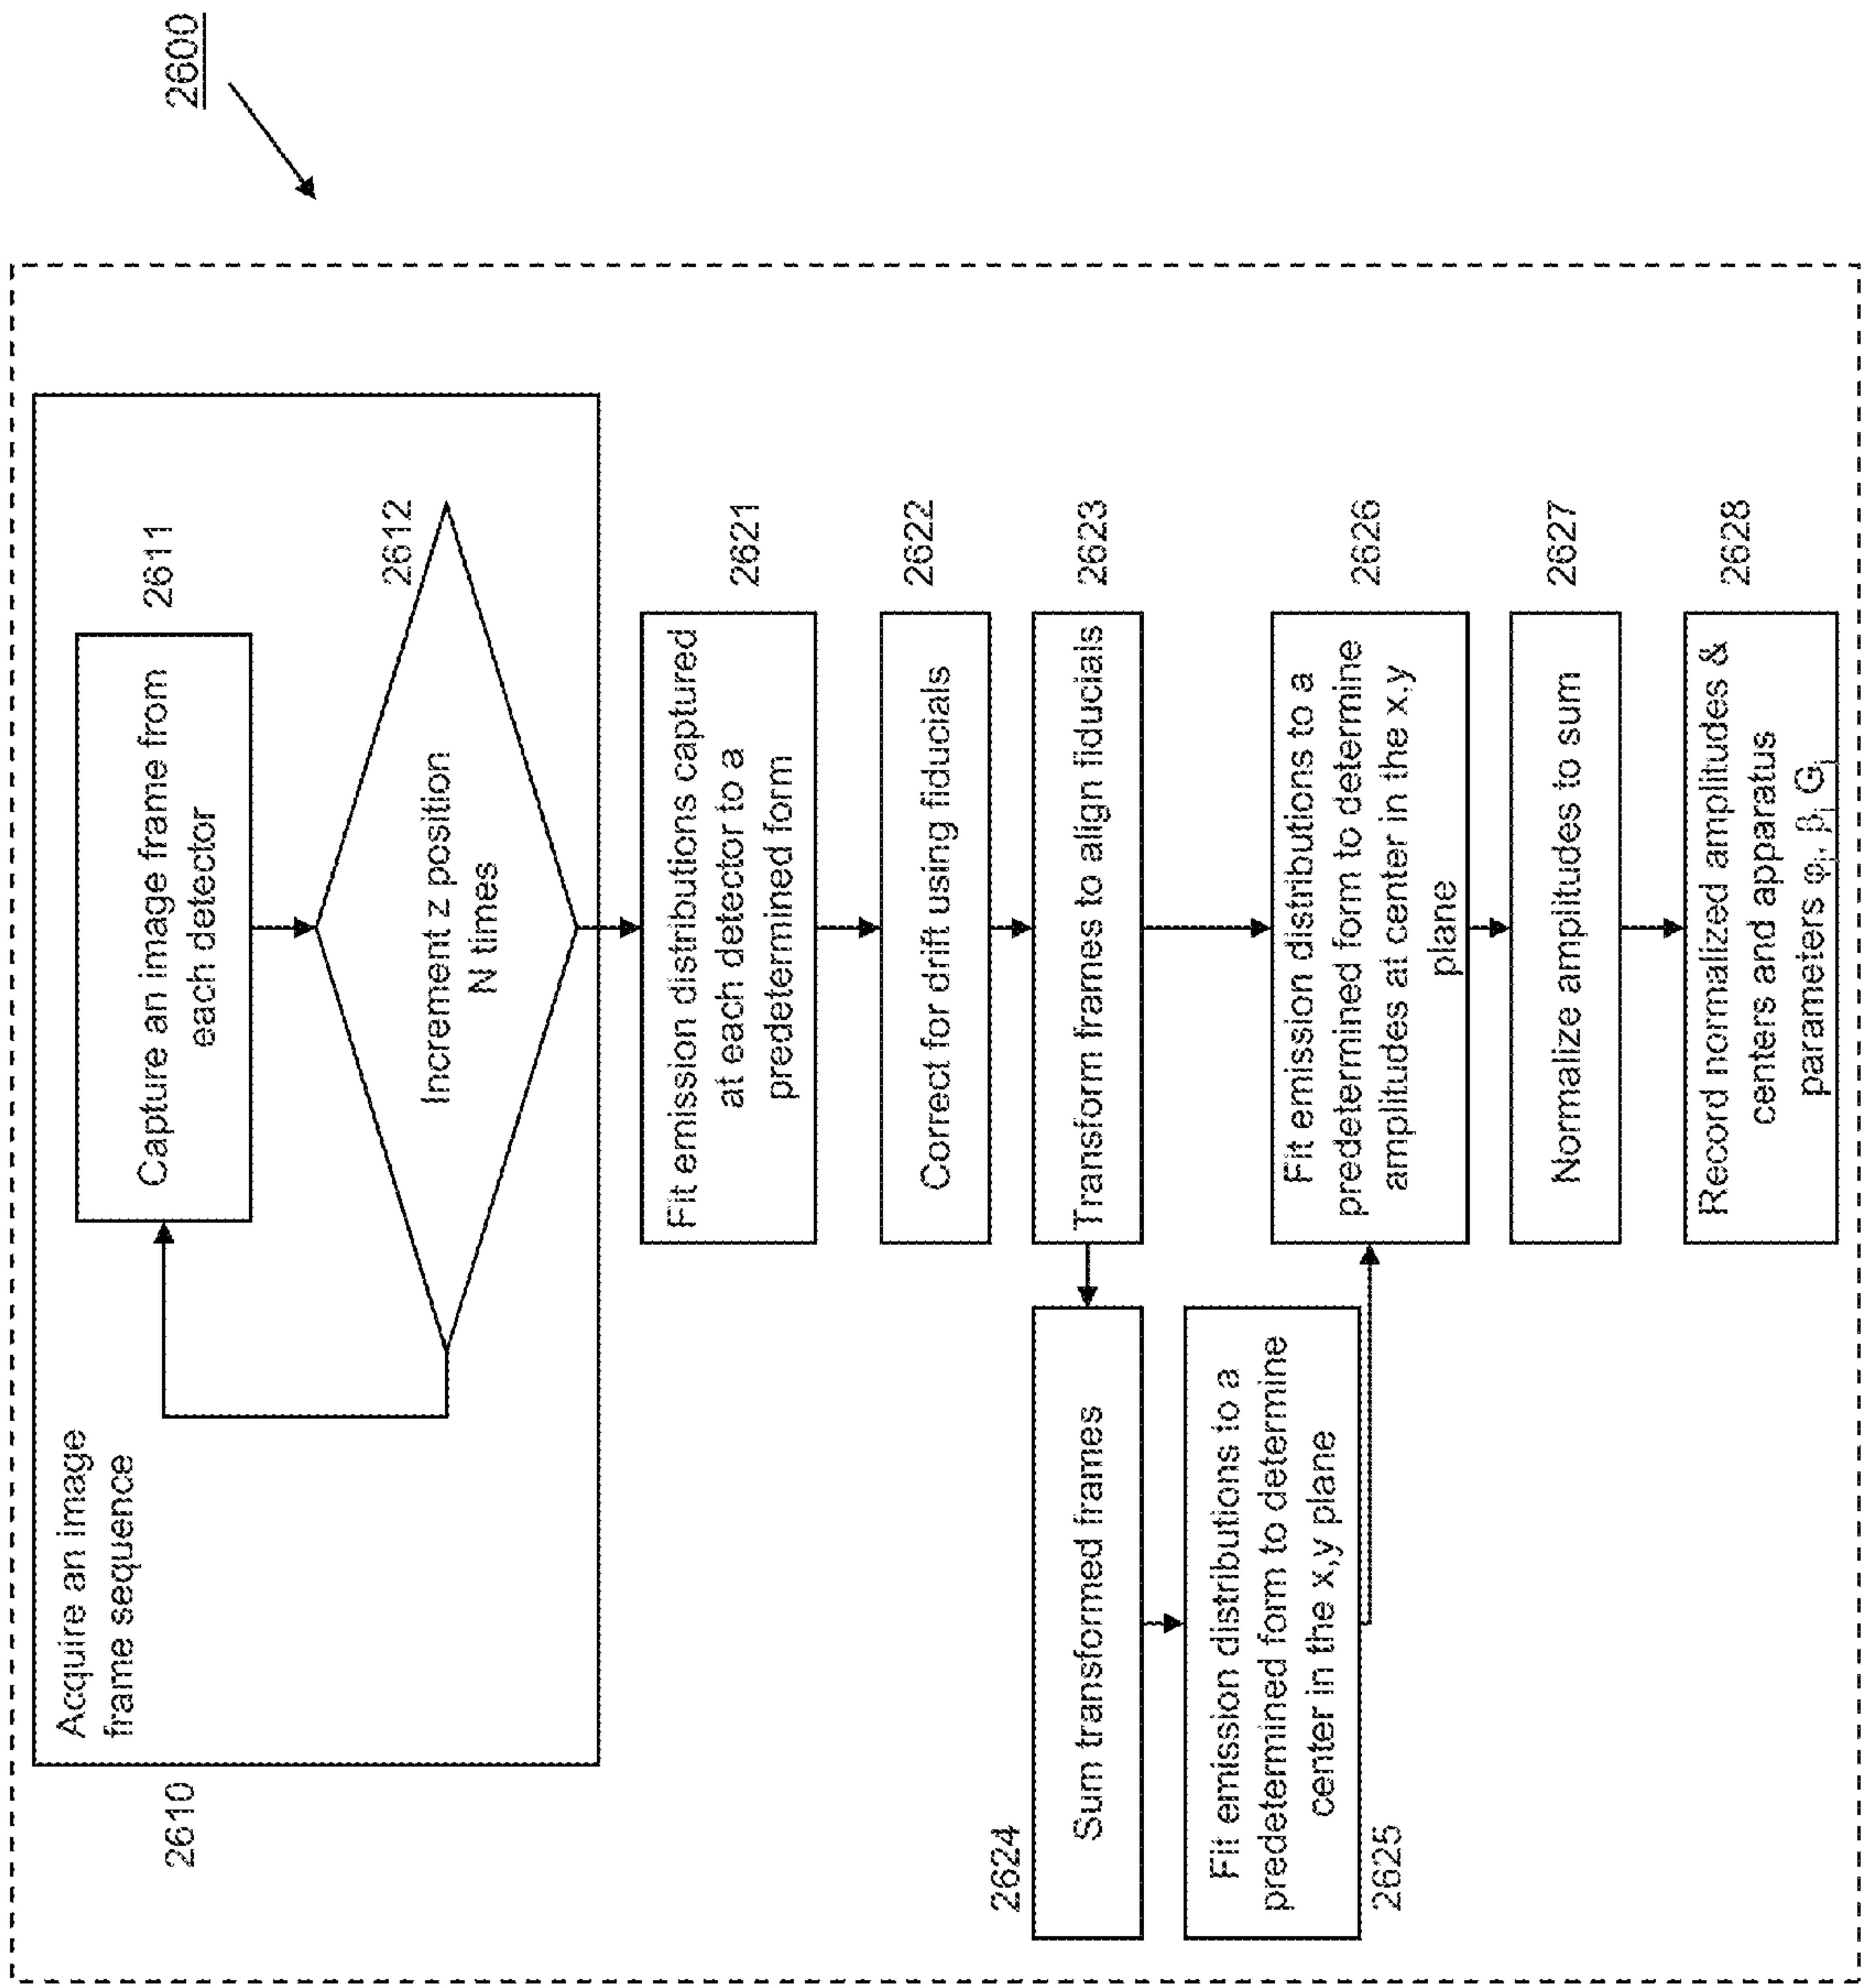 2600
Acquire an image
frame sequence
2610
Capture an image frame from
each detector
2611
Increment z position
N times
2612
Fit emission distributions captured
at each detector to a
predetermined form
2621
Correct for drift using fiducials
2622
Transform frames to align fiducials
2623
2624
Sum transformed frames
Fit emission distributions to a
predetermined form to determine
center in the x,y plane
2625
Fit emission distributions to a
predetermined form to determine
amplitudes at center in the x,y
plane
2626
Normalize amplitudes to sum
2627
Record normalized amplitudes &
centers and apparatus
parameters φⱼ, βⱼ Gⱼ
2628